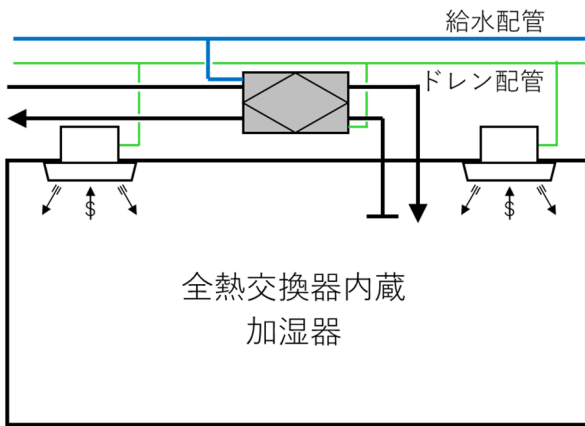 給水配管
ドレン配管
$
$
全熱交換器内蔵
加湿器